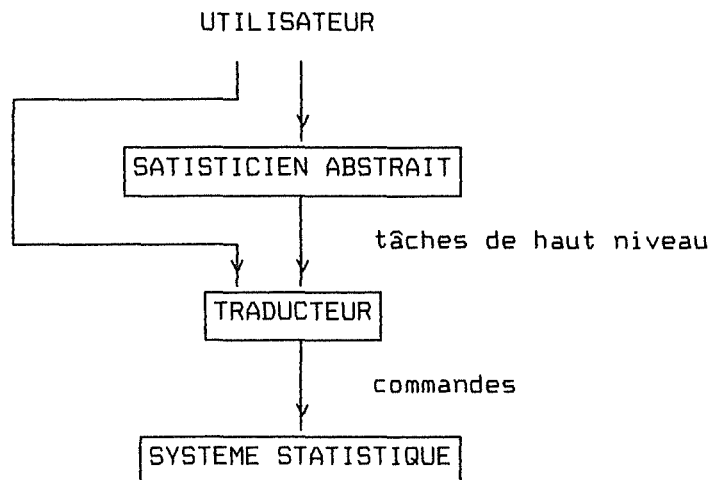 UTILISATEUR
SATISTICIEN ABSTRAIT
tâches de haut niveau
TRADUCTEUR
commandes
SYSTEME STATISTIQUE